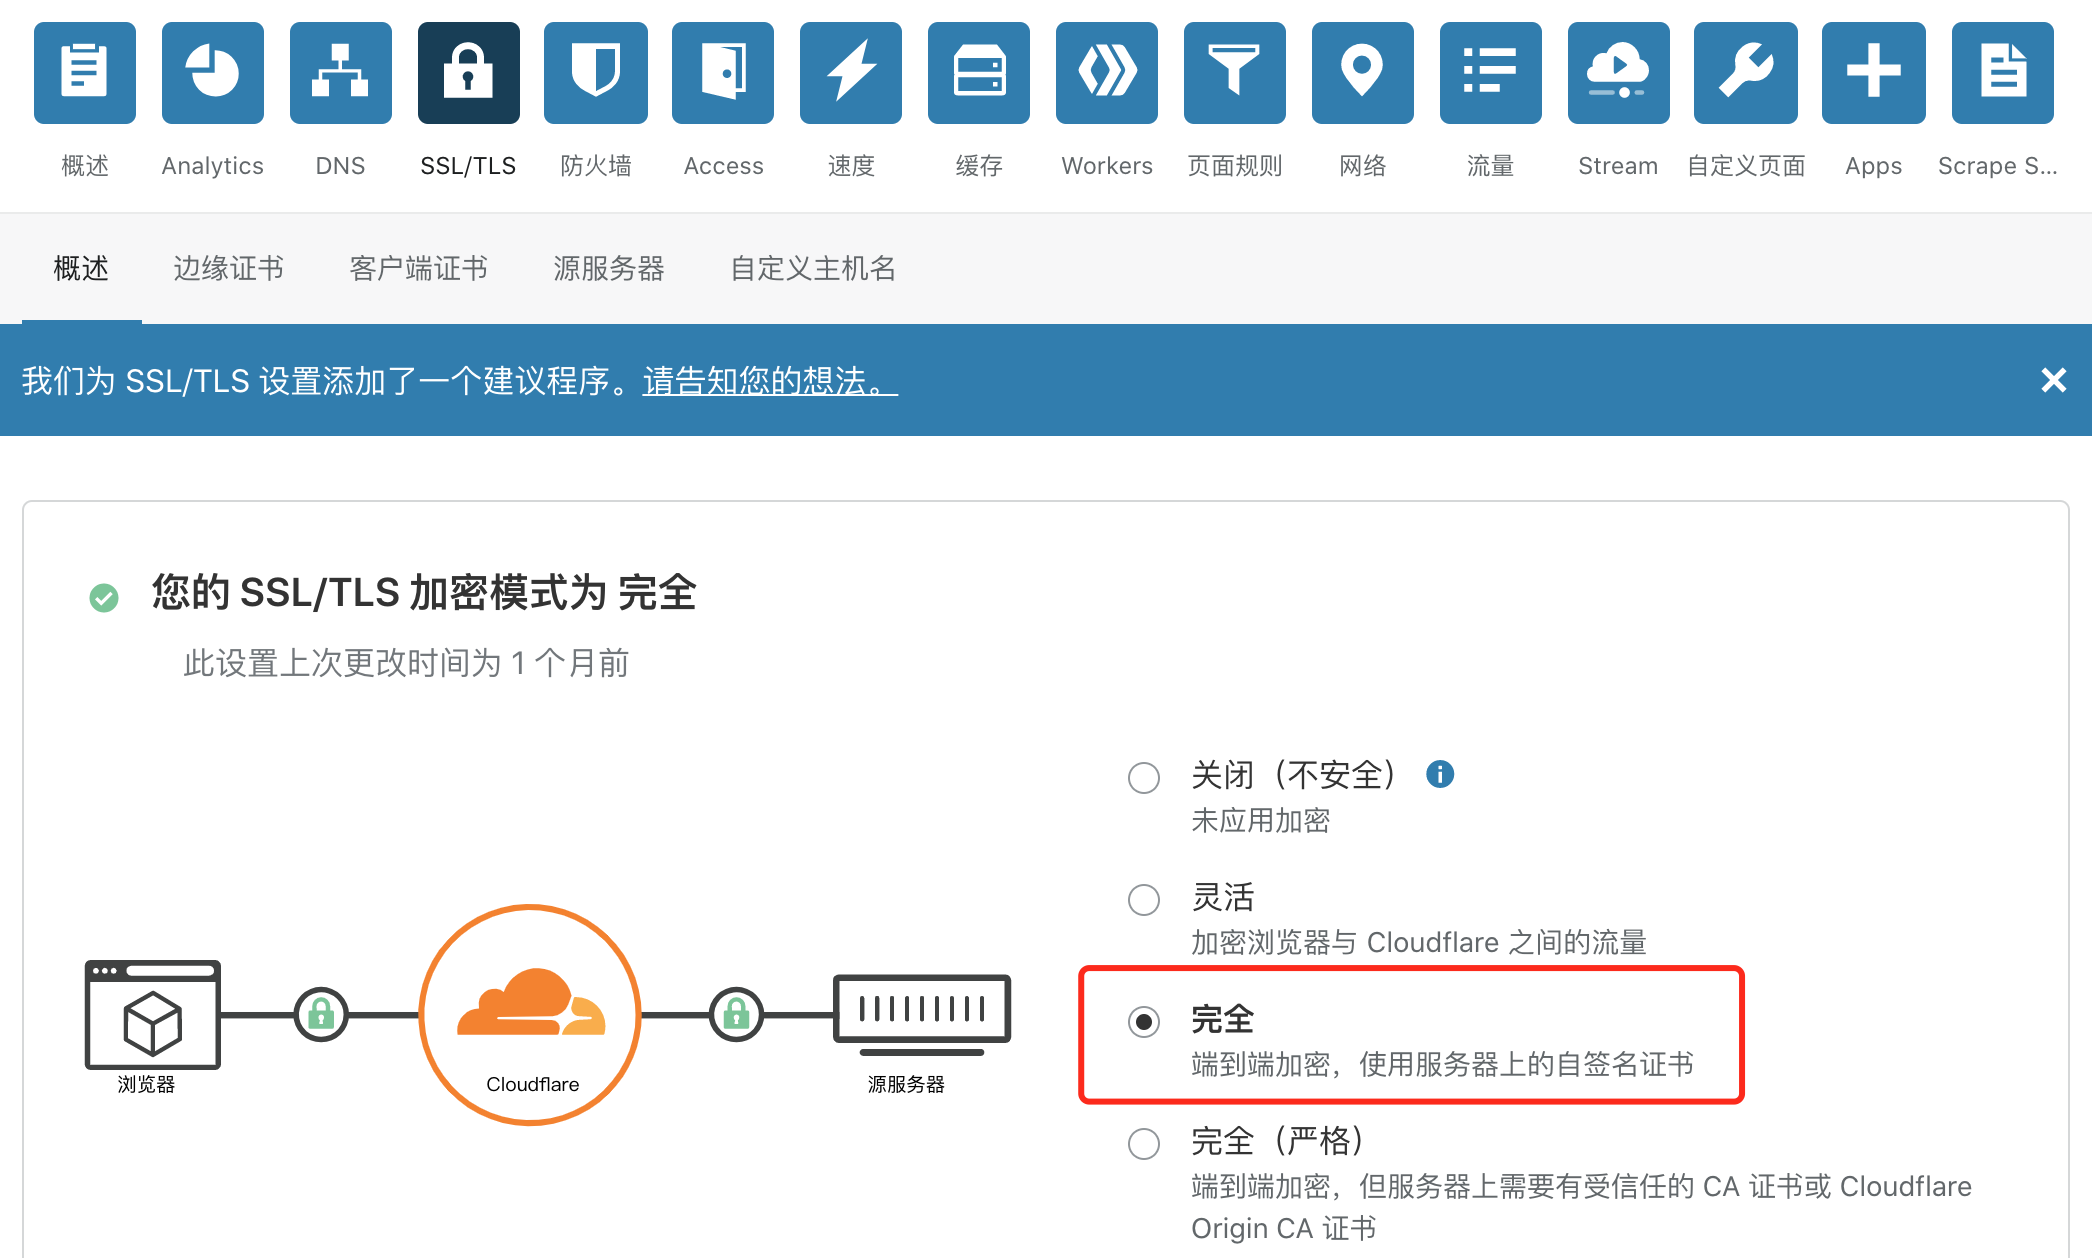 概述
Analytics
DNS
SSL/TLS
防火墙
Access
速度
缓存
Workers
页面规则
网络
流量
Stream
自定义页面
Apps
Scrape S...
概述
边缘证书
客户端证书
源服务器
自定义主机名
我们为 SSL/TLS 设置添加了一个建议程序。请告知您的想法。
您的 SSL/TLS 加密模式为 完全
此设置上次更改时间为 1 个月前
浏览器
Cloudflare
源服务器
关闭（不安全）
未应用加密
灵活
加密浏览器与 Cloudflare 之间的流量
完全
端到端加密，使用服务器上的自签名证书
完全（严格）
端到端加密，但服务器上需要有受信任的 CA 证书或 Cloudflare
Origin CA 证书